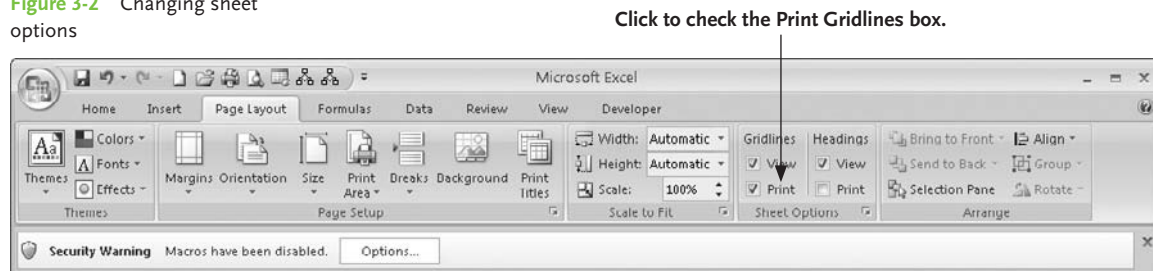 Figure 3-2 Changing sheet
options
Click to check the Print Gridlines box.
Microsoft Excel
Home Insert Page Layout Formulas Data Review View Developer
Aa
Themes
Colors
A Fonts
Effects
Themes
Margins Orientation Size Print Area Breaks Background Print Titles
Page Setup
Width: Automatic
Height: Automatic
Scale: 100%
Scale to Fit
Gridlines Headings
View View
Print Print
Sheet Options
Bring to Front Align
Send to Back Group
Selection Pane Rotate
Arrange
Security Warning Macros have been disabled. Options...